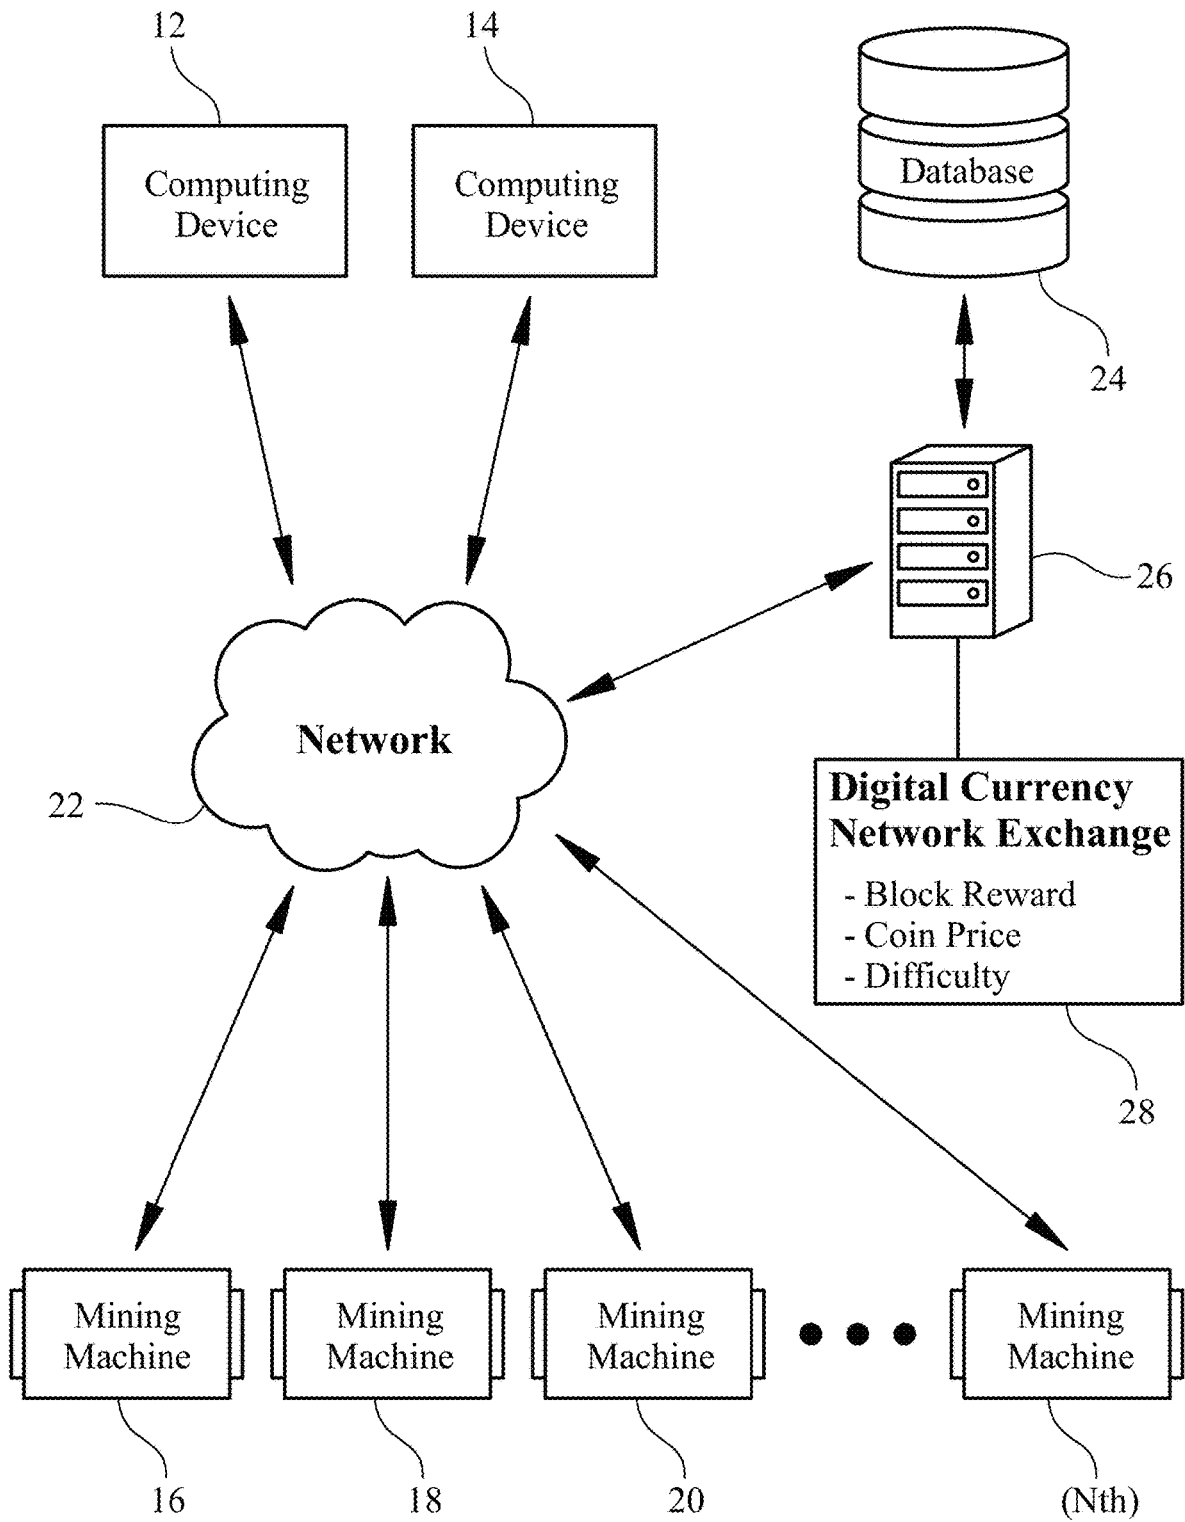 12
14
Computing
Device
Computing
Device
Database
24
26
Network
22
Digital Currency
Network Exchange
- Block Reward
- Coin Price
- Difficulty
28
Mining
Machine
Mining
Machine
Mining
Machine
Mining
Machine
16
18
20
(Nth)